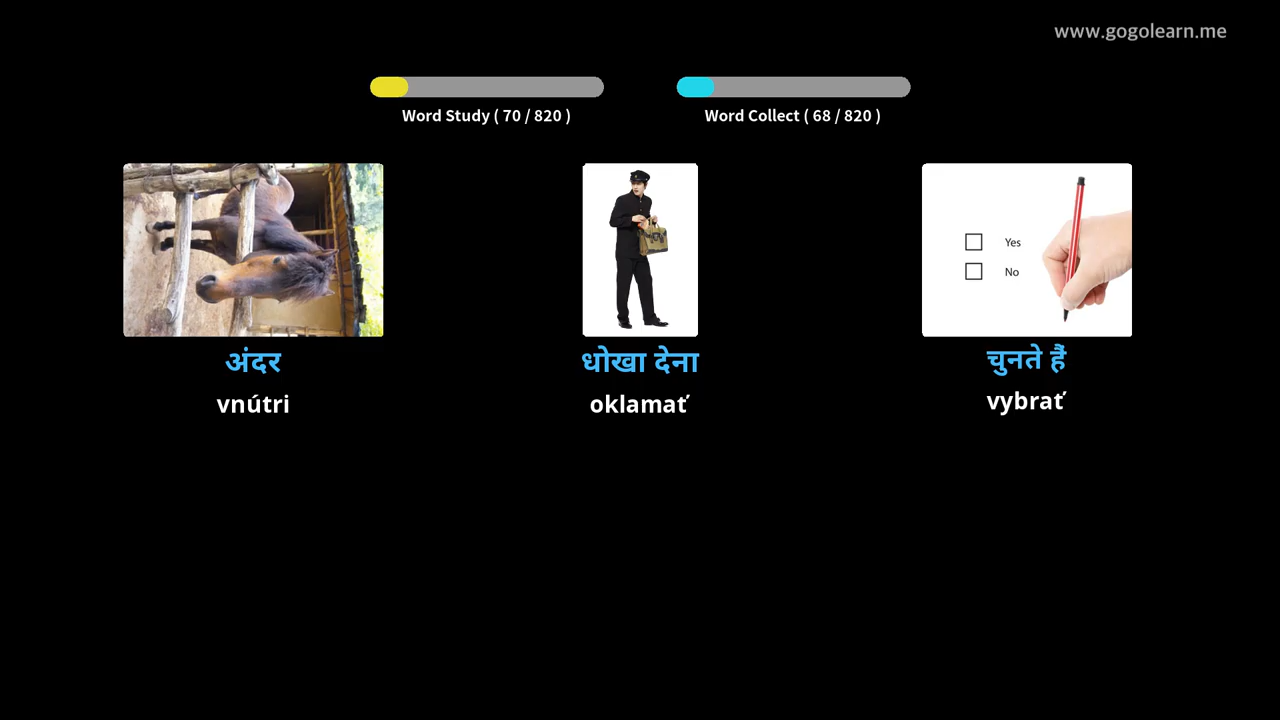 www.gogolearn.me
Word Study ( 70 / 820 )
Word Collect ( 68 / 820 )
Yes
No
अंदर
धोखा देना
चुनते हैं
vnútri
oklamať
vybrať